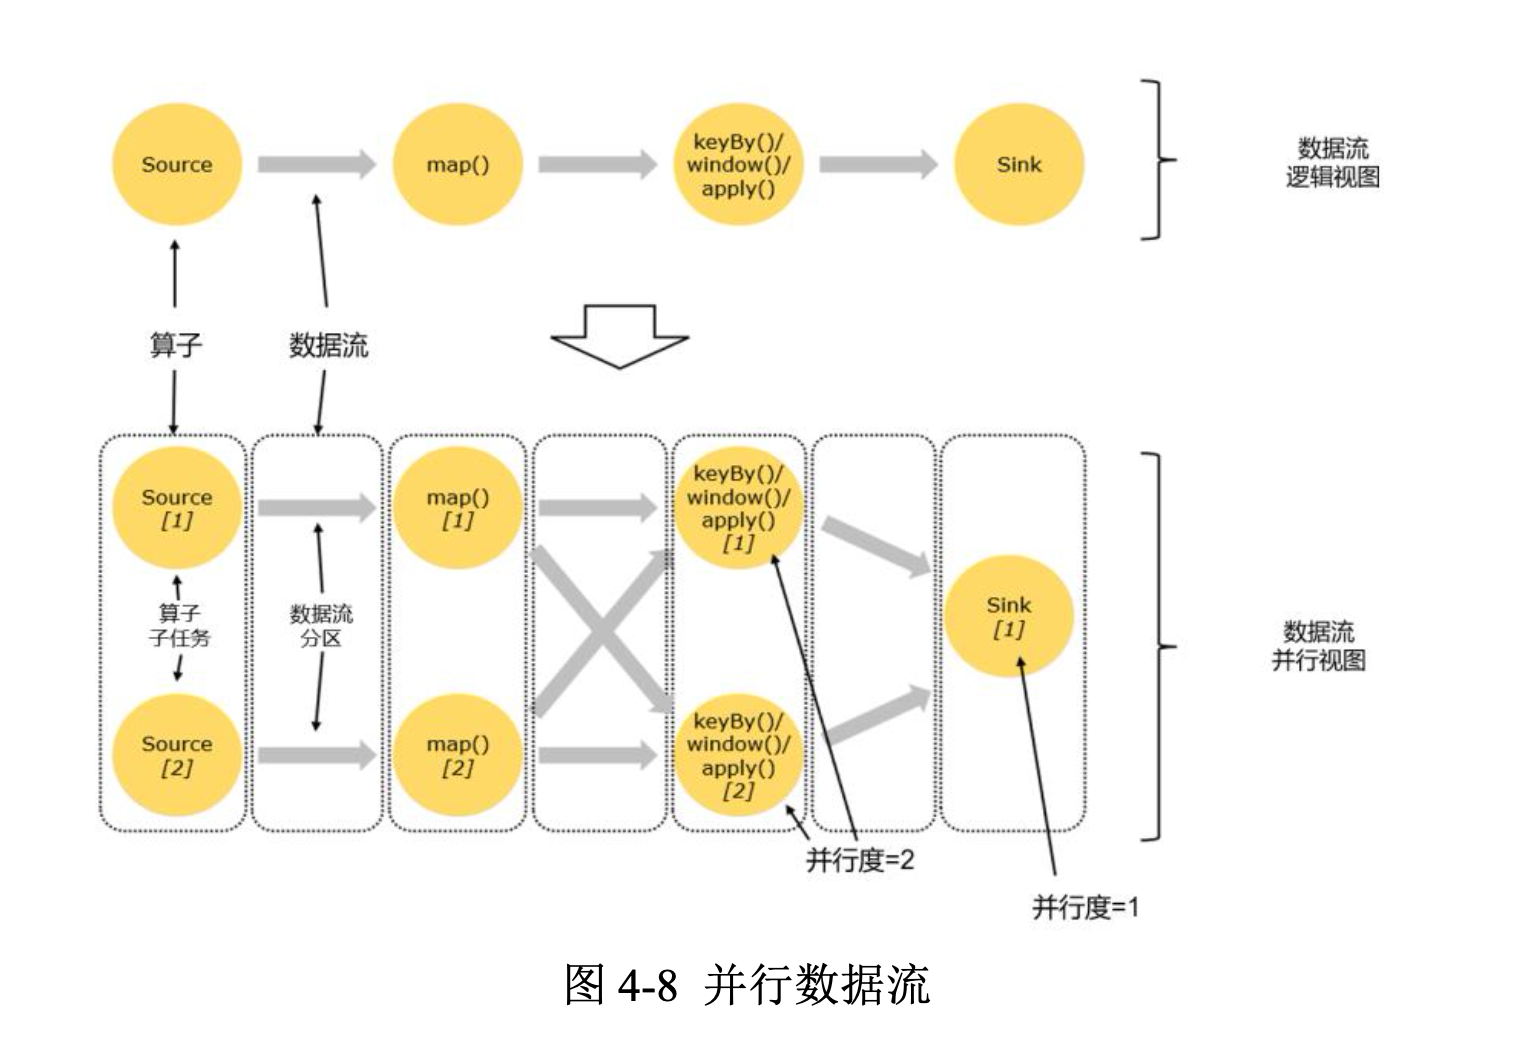 Source
map()
keyBy()/
window()/
apply()
Sink
数据流
逻辑视图
算子
数据流
Source
[1]
map()
[1]
keyBy()/
window()/
apply()
[1]
算子
子任务
数据流
分区
Sink
[1]
数据流
并行视图
Source
[2]
map()
[2]
keyBy()/
window()/
apply()
[2]
并行度=2
并行度=1
图 4-8 并行数据流